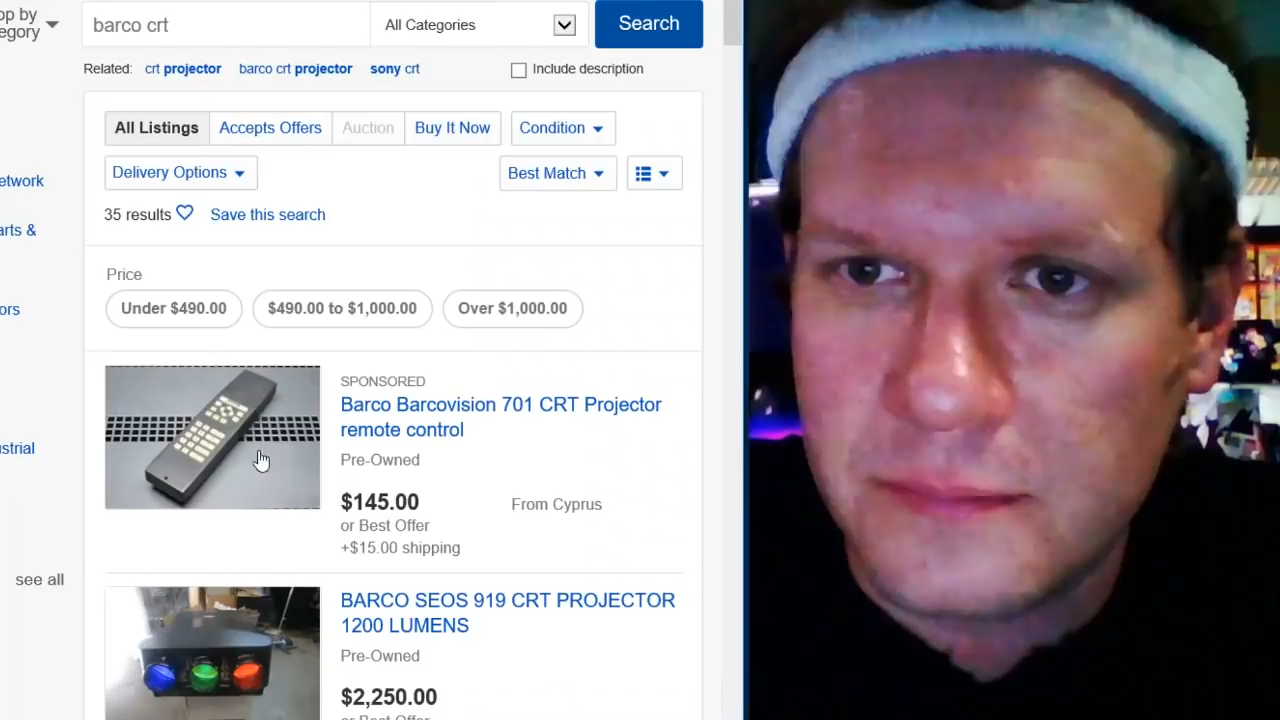 op by
egory
barco crt
All Categories
Search
Related: crt projector barco crt projector sony crt
Include description
All Listings Accepts Offers Auction Buy It Now Condition
Delivery Options
Best Match
35 results
Save this search
Price
Under $490.00
$490.00 to $1,000.00
Over $1,000.00
etwork
arts &
ors
ustrial
see all
SPONSORED
Barco Barcovision 701 CRT Projector
remote control
Pre-Owned
$145.00
From Cyprus
or Best Offer
+$15.00 shipping
BARCO SEOS 919 CRT PROJECTOR
1200 LUMENS
Pre-Owned
$2,250.00
or Best Offer